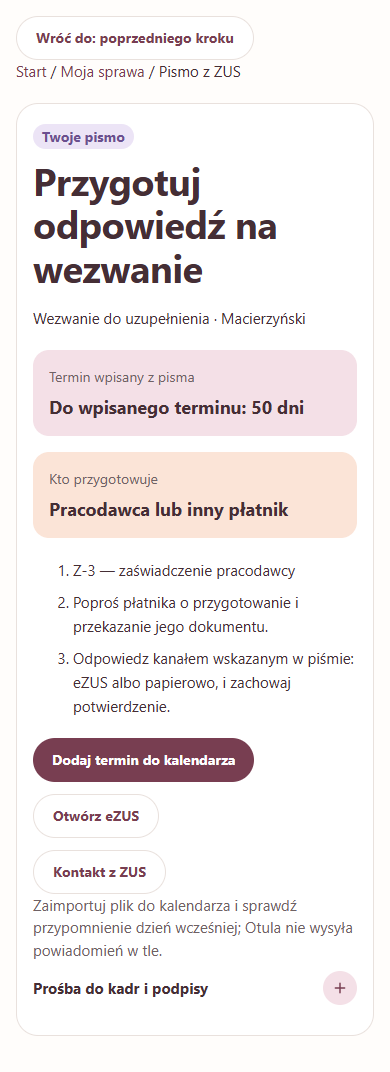 Wróć do: poprzedniego kroku
Start / Moja sprawa / Pismo z ZUS
Twoje pismo
Przygotuj
odpowiedź na
wezwanie
Wezwanie do uzupełnienia · Macierzyński
Termin wpisany z pisma
Do wpisanego terminu: 50 dni
Kto przygotowuje
Pracodawca lub inny płatnik
1. Z-3 — zaświadczenie pracodawcy
2. Poproś płatnika o przygotowanie i
przekazanie jego dokumentu.
3. Odpowiedz kanałem wskazanym w piśmie:
eZUS albo papierowo, i zachowaj
potwierdzenie.
Dodaj termin do kalendarza
Otwórz eZUS
Kontakt z ZUS
Zaimportuj plik do kalendarza i sprawdź
przypomnienie dzień wcześniej; Otula nie wysyła
powiadomień w tle.
Prośba do kadr i podpisy +